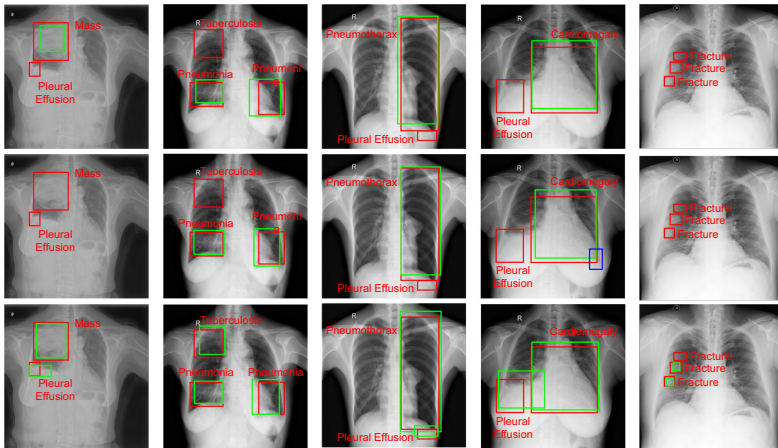 Mass
Pleural
Effusion
R
Tuberculosis
Pneumonia
Pneumoni
a
R
Pneumothorax
Pleural Effusion
R
Cardiomegaly
Pleural
Effusion
Fracture
Fracture
Fracture
Mass
Pleural
Effusion
R
Tuberculosis
Pneumonia
Pneumoni
a
R
Pneumothorax
Pleural Effusion
R
Cardiomegaly
Pleural
Effusion
Fracture
Fracture
Fracture
Mass
Pleural
Effusion
R
Tuberculosis
Pneumonia
Pneumonia
R
Pneumothorax
Pleural Effusion
R
Cardiomegaly
Pleural
Effusion
Fracture
Fracture
Fracture